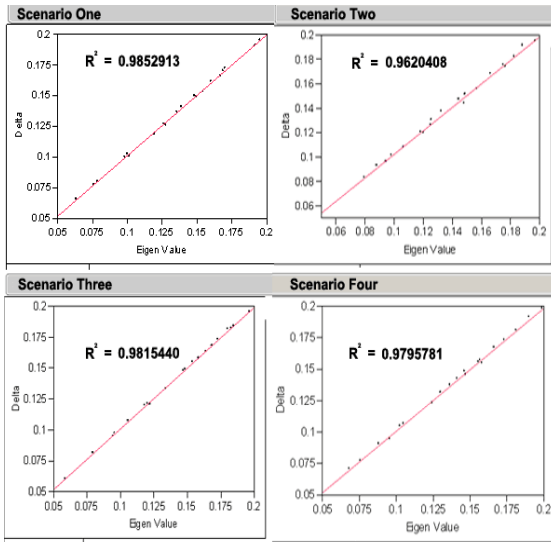 Scenario One
R² = 0.9852913
0.2
0.175
0.15
0.125
0.1
0.075
0.05
Delta
0.05 0.075 0.1 0.125 0.15 0.175 0.2
Eigen Value
Scenario Two
R² = 0.9620408
0.2
0.18
0.16
0.14
0.12
0.1
0.08
0.06
Delta
0.06 0.08 0.1 0.12 0.14 0.16 0.18 0.2
Eigen Value
Scenario Three
R² = 0.9815440
0.2
0.175
0.15
0.125
0.1
0.075
0.05
Delta
0.05 0.075 0.1 0.125 0.15 0.175 0.2
Eigen Value
Scenario Four
R² = 0.9795781
0.2
0.175
0.15
0.125
0.1
0.075
0.05
Delta
0.05 0.075 0.1 0.125 0.150 0.175 0.2
Eigen Value